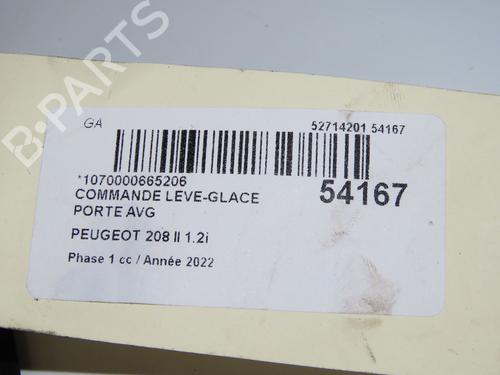 GA
52714201 54167
*1070000665206
54167
COMMANDE LEVE-GLACE
PORTE AVG
PEUGEOT 208 II 1.2i
Phase 1 cc / Année 2022
B-PARTS